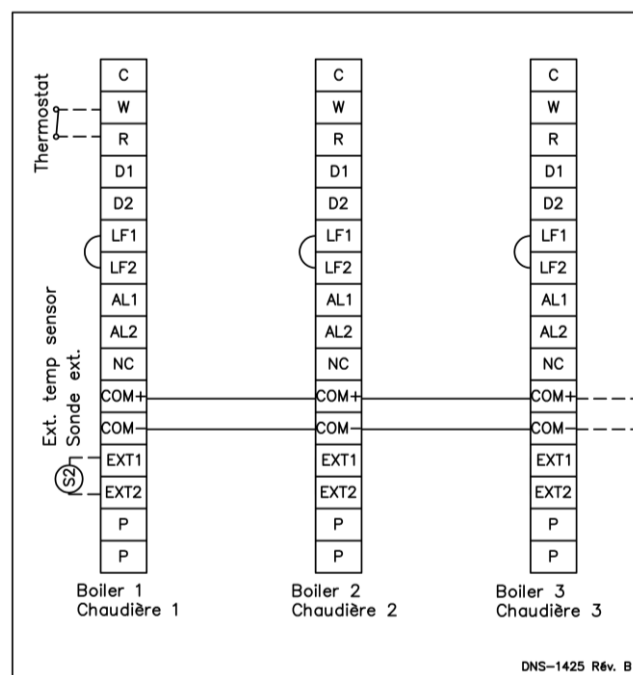 Thermostat
Ext. temp sensor
Sonde ext.
S2
C
W
R
D1
D2
LF1
LF2
AL1
AL2
NC
COM+
COM-
EXT1
EXT2
P
P
Boiler 1
Chaudière 1
C
W
R
D1
D2
LF1
LF2
AL1
AL2
NC
COM+
COM-
EXT1
EXT2
P
P
Boiler 2
Chaudière 2
C
W
R
D1
D2
LF1
LF2
AL1
AL2
NC
COM+
COM-
EXT1
EXT2
P
P
Boiler 3
Chaudière 3
DNS-1425 Rév. B